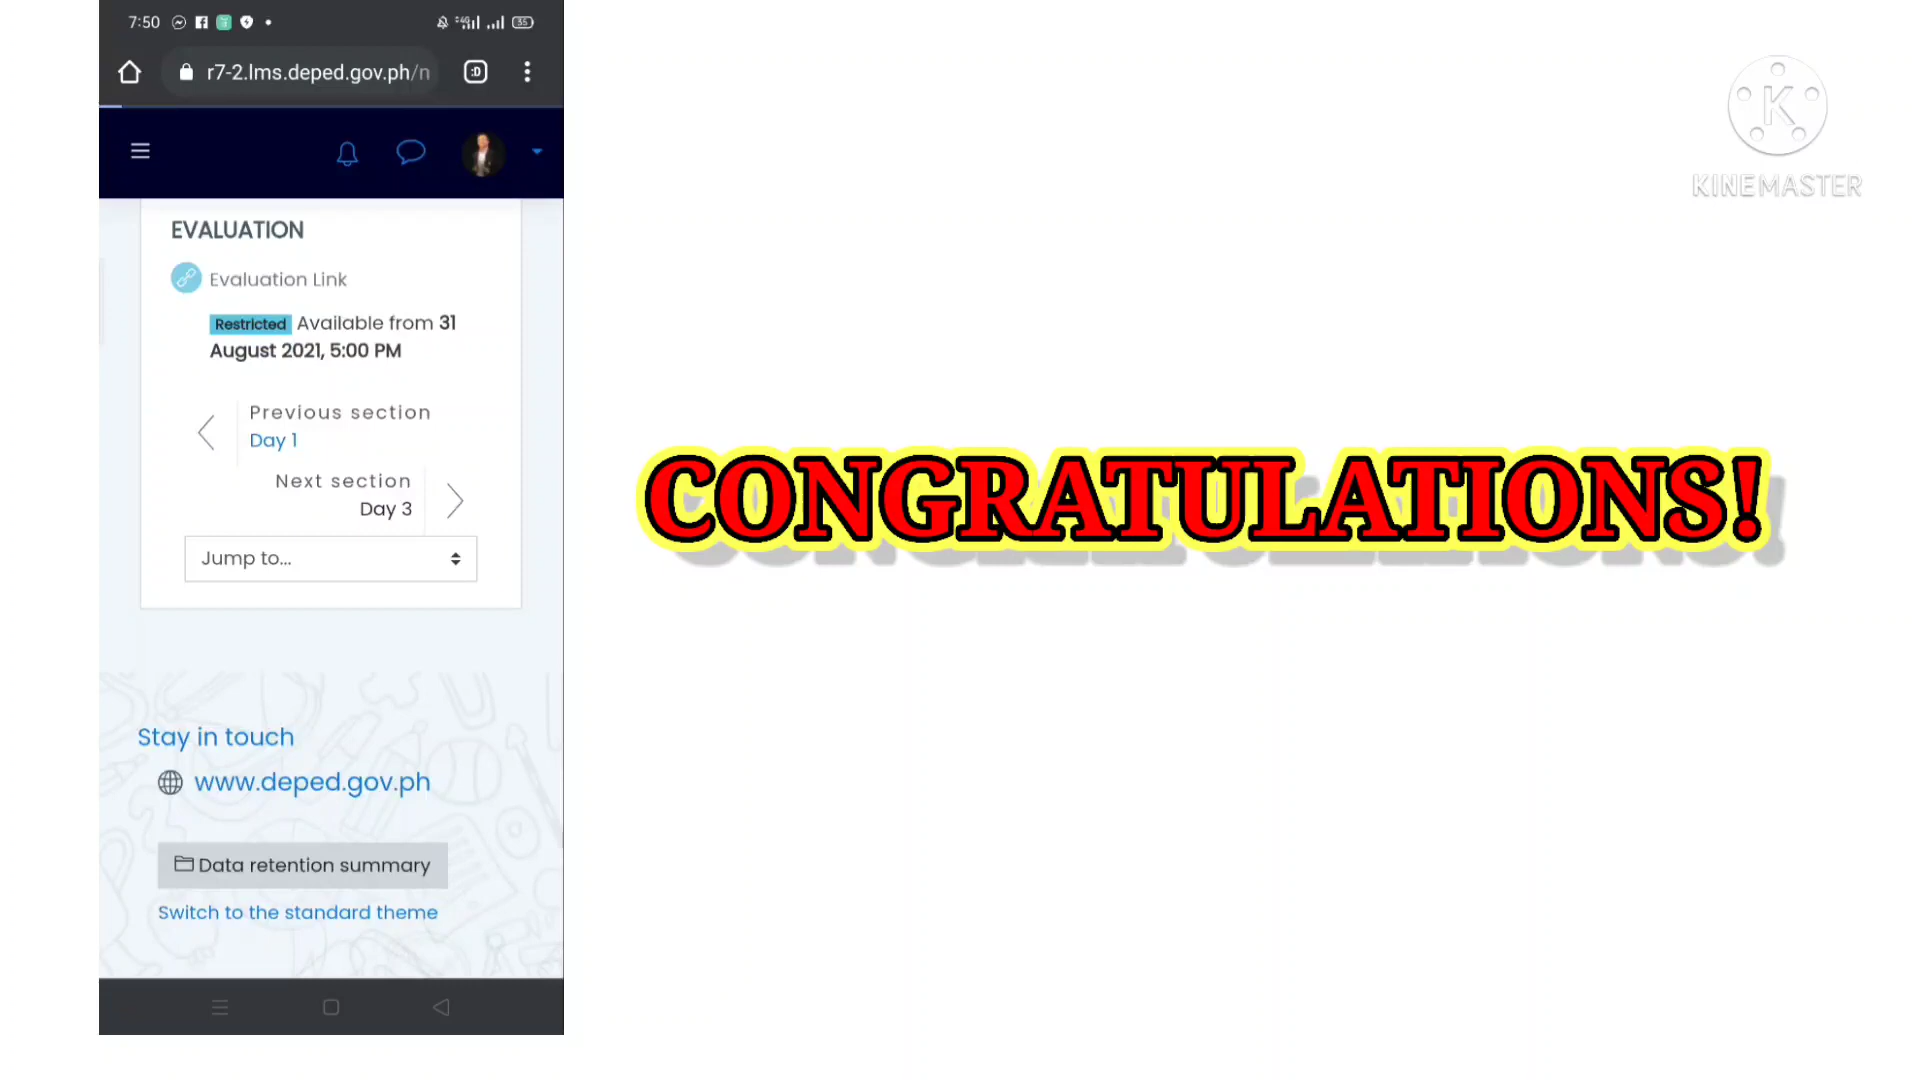 7:50
35
r7-2.lms.deped.gov.ph/n
:D
EVALUATION
Evaluation Link
Restricted Available from 31
August 2021, 5:00 PM
Previous section
Day 1
Next section
Day 3
Jump to...
Stay in touch
www.deped.gov.ph
Data retention summary
Switch to the standard theme
CONGRATULATIONS!
K
KINEMASTER